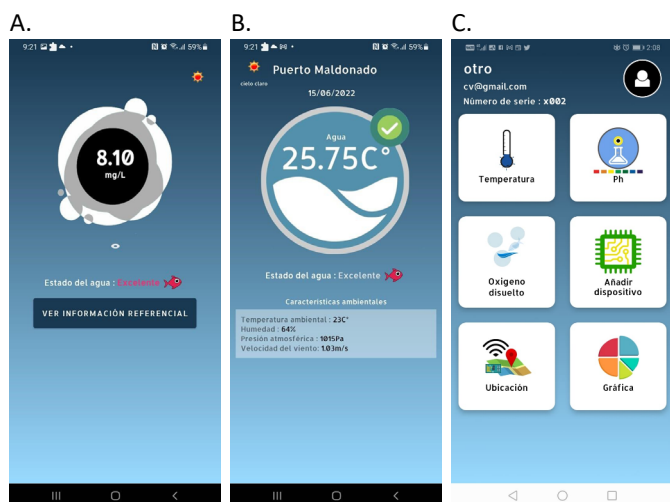 A.
9:21
59%
8.10
mg/L
Estado del agua : Excelente
VER INFORMACIÓN REFERENCIAL
B.
9:21
59%
Puerto Maldonado
cielo claro
15/06/2022
Agua
25.75C°
Estado del agua : Excelente
Características ambientales
Temperatura ambiental : 23C°
Humedad : 64%
Presión atmosférica : 1015Pa
Velocidad del viento: 1.03m/s
C.
2:08
otro
cv@gmail.com
Número de serie : x002
Temperatura
Ph
Oxigeno
disuelto
Añadir
dispositivo
Ubicación
Gráfica